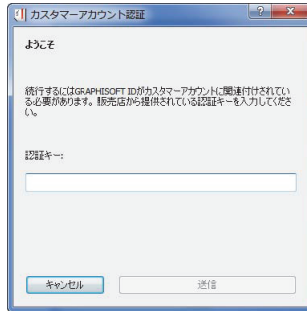 カスタマーアカウント認証
ようこそ
続行するにはGRAPHISOFT IDがカスタマーアカウントに関連付けされてい
る必要があります。販売店から提供されている認証キーを入力してくださ
い。
認証キー:
キャンセル
送信